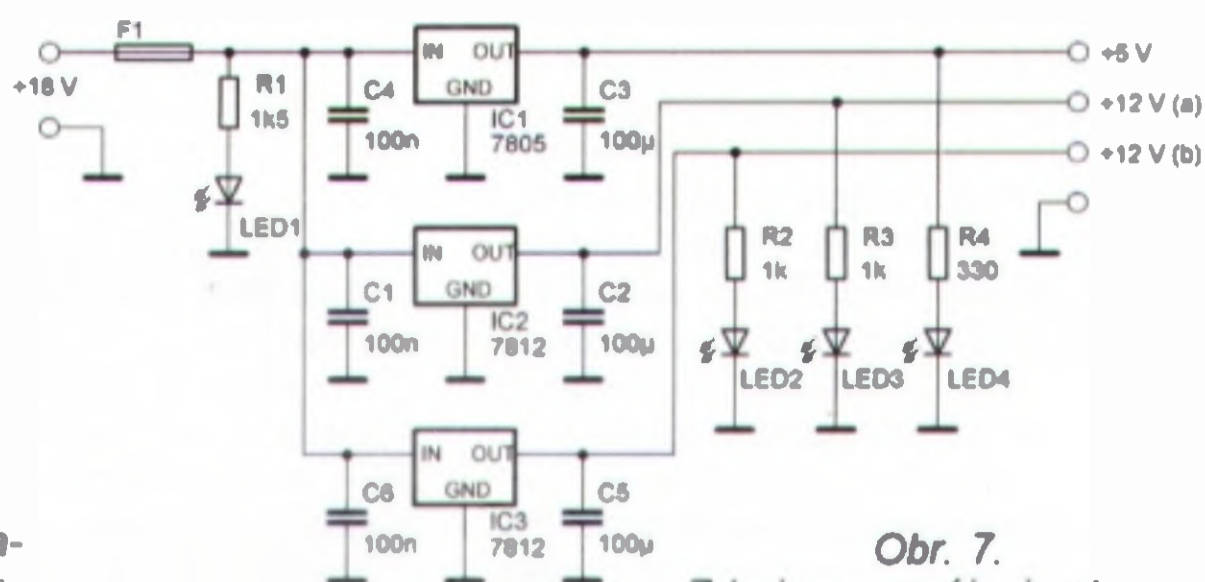 F1
+18 V
R1
1k5
LED1
C4
100n
IN OUT
GND
IC1
7805
C3
100µ
+5 V
+12 V (a)
+12 V (b)
C1
100n
IN OUT
GND
IC2
7812
C2
100µ
R2
1k
R3
1k
R4
330
LED2
LED3
LED4
C6
100n
IN OUT
GND
IC3
7812
C5
100µ
Obr. 7.